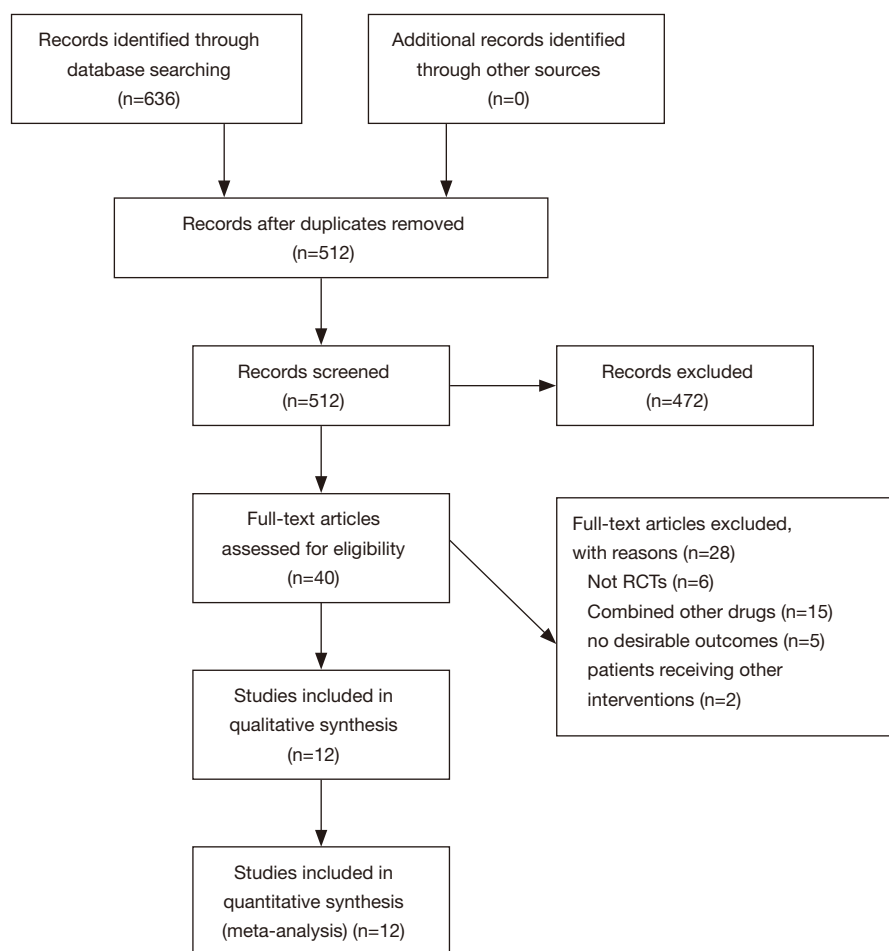 Records identified through
database searching
(n=636)
Additional records identified
through other sources
(n=0)
Records after duplicates removed
(n=512)
Records screened
(n=512)
Records excluded
(n=472)
Full-text articles
assessed for eligibility
(n=40)
Full-text articles excluded,
with reasons (n=28)
Not RCTs (n=6)
Combined other drugs (n=15)
no desirable outcomes (n=5)
patients receiving other
interventions (n=2)
Studies included in
qualitative synthesis
(n=12)
Studies included in
quantitative synthesis
(meta-analysis) (n=12)